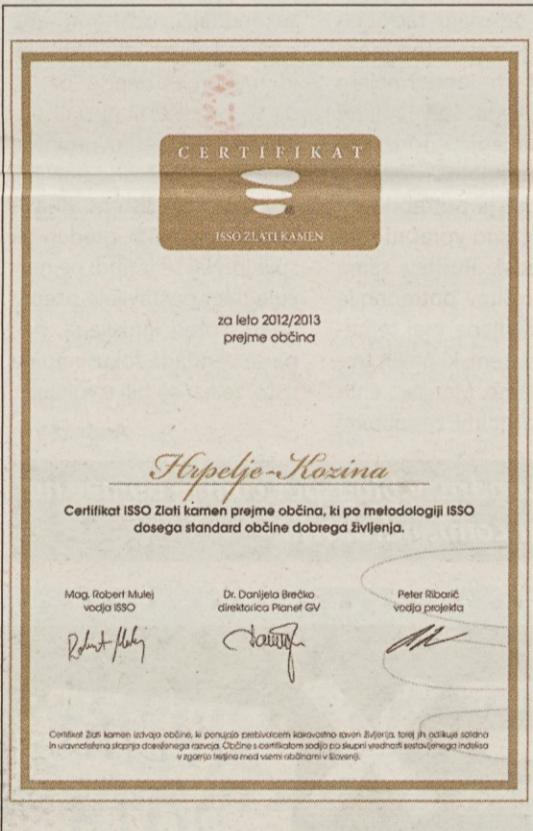 CERTIFIKAT
ISSO ZLATI KAMEN
za leto 2012/2013
prejme občina
Hrpelje-Kozina
Certifikat ISSO Zlati kamen prejme občina, ki po metodologiji ISSO
dosega standard občine dobrega življenja.
Mag. Robert Mulej
vodja ISSO
Dr. Danijela Brečko
direktorica Planet GV
Peter Ribarič
vodja projekta
Certifikat Zlati kamen izdvaja občine, ki ponujajo prebivalcem kakovostno raven življenja, torej jih odlikuje solidna
in uravnotežena stopnja doseženega razvoja. Občine s certifikatom sodijo po skupni vrednosti sestavljenega indeksa
v zgornjo tretjino med vsemi občinami v Sloveniji.